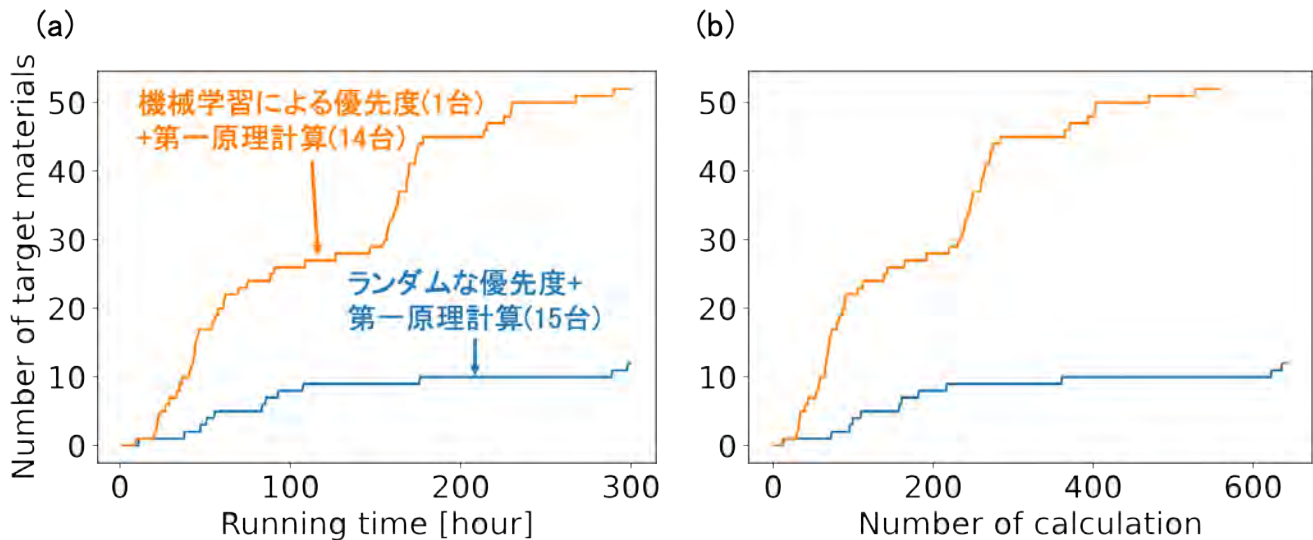 (a)
(b)
Number of target materials
50
40
30
20
10
0
機械学習による優先度(1台)
+第一原理計算(14台)
ランダムな優先度+
第一原理計算(15台)
0
100
200
300
Running time [hour]
50
40
30
20
10
0
0
200
400
600
Number of calculation